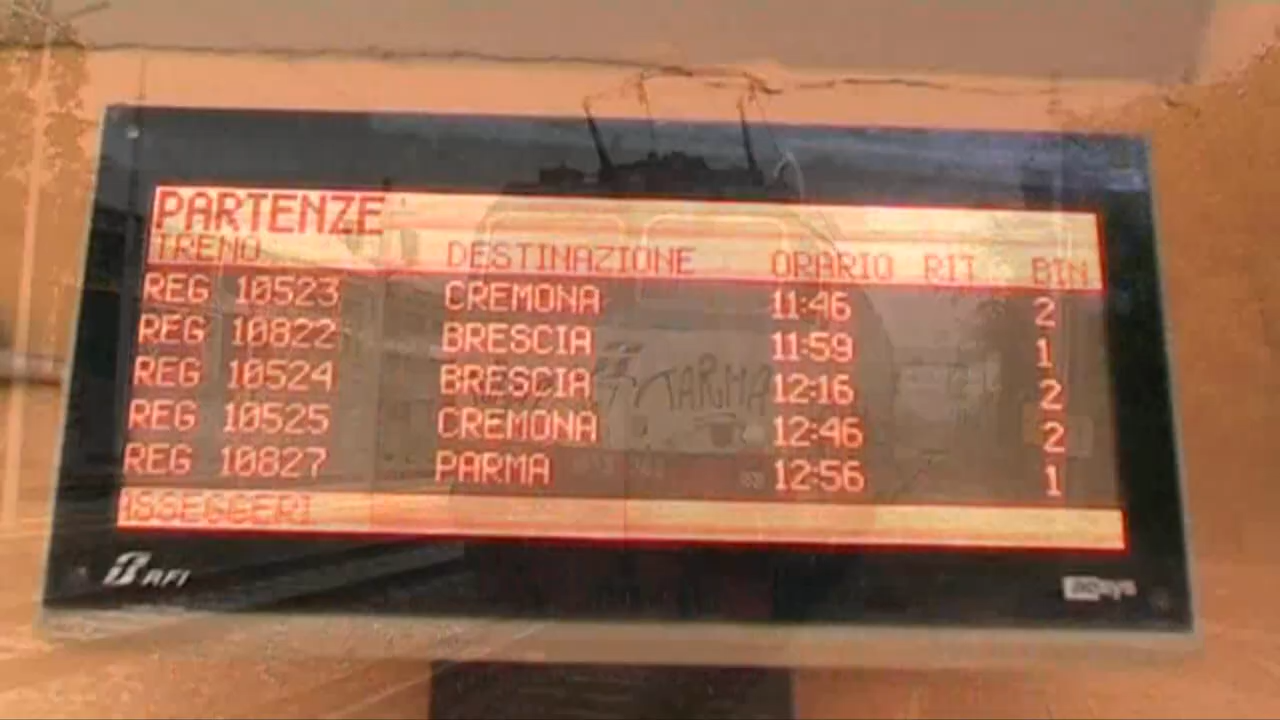 PARTENZE
TRENO DESTINAZIONE ORARIO RIT BIN
REG 10523 CREMONA 11:46 2
REG 10822 BRESCIA 11:59 1
REG 10524 BRESCIA 12:16 2
REG 10525 CREMONA 12:46 2
REG 10827 PARMA 12:56 1
SSEGGERI
RFI